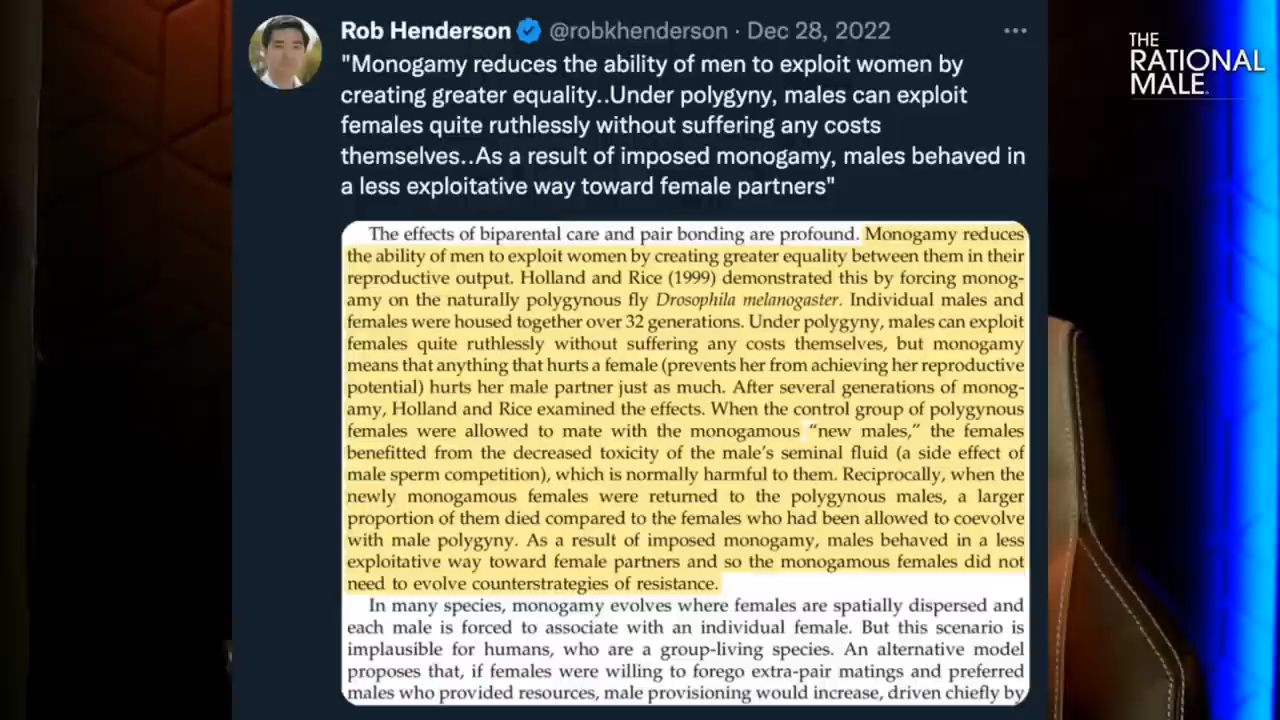 Rob Henderson @robkhenderson · Dec 28, 2022 ...
"Monogamy reduces the ability of men to exploit women by
creating greater equality..Under polygyny, males can exploit
females quite ruthlessly without suffering any costs
themselves..As a result of imposed monogamy, males behaved in
a less exploitative way toward female partners"
The effects of biparental care and pair bonding are profound. Monogamy reduces
the ability of men to exploit women by creating greater equality between them in their
reproductive output. Holland and Rice (1999) demonstrated this by forcing monog-
amy on the naturally polygynous fly Drosophila melanogaster. Individual males and
females were housed together over 32 generations. Under polygyny, males can exploit
females quite ruthlessly without suffering any costs themselves, but monogamy
means that anything that hurts a female (prevents her from achieving her reproductive
potential) hurts her male partner just as much. After several generations of monog-
amy, Holland and Rice examined the effects. When the control group of polygynous
females were allowed to mate with the monogamous "new males," the females
benefitted from the decreased toxicity of the male's seminal fluid (a side effect of
male sperm competition), which is normally harmful to them. Reciprocally, when the
newly monogamous females were returned to the polygynous males, a larger
proportion of them died compared to the females who had been allowed to coevolve
with male polygyny. As a result of imposed monogamy, males behaved in a less
exploitative way toward female partners and so the monogamous females did not
need to evolve counterstrategies of resistance.
In many species, monogamy evolves where females are spatially dispersed and
each male is forced to associate with an individual female. But this scenario is
implausible for humans, who are a group-living species. An alternative model
proposes that, if females were willing to forego extra-pair matings and preferred
males who provided resources, male provisioning would increase, driven chiefly by
THE
RATIONAL
MALE.